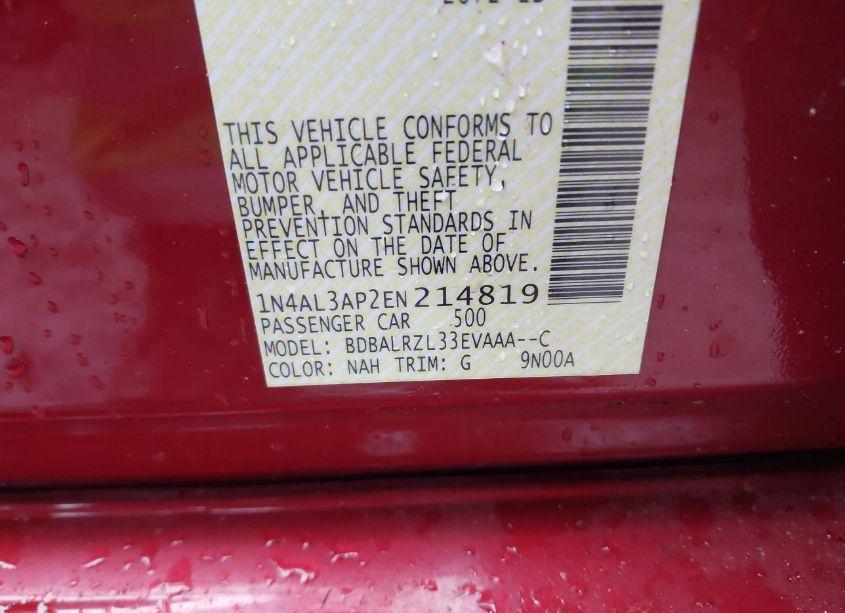 THIS VEHICLE CONFORMS TO
ALL APPLICABLE FEDERAL
MOTOR VEHICLE SAFETY,
BUMPER, AND THEFT
PREVENTION STANDARDS IN
EFFECT ON THE DATE OF
MANUFACTURE SHOWN ABOVE.
1N4AL3AP2EN214819
PASSENGER CAR 500
MODEL: BDBALRZL33EVAAA--C
COLOR: NAH TRIM: G 9N00A